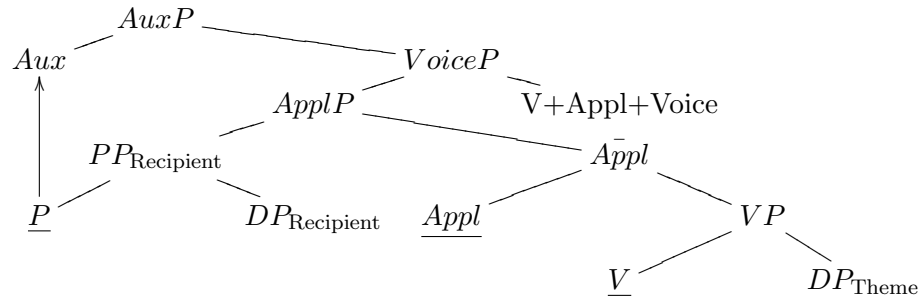 AuxP
Aux VoiceP
ApplP V+Appl+Voice
PP_Recipient Appl̄
P DP_Recipient Appl VP
V DP_Theme